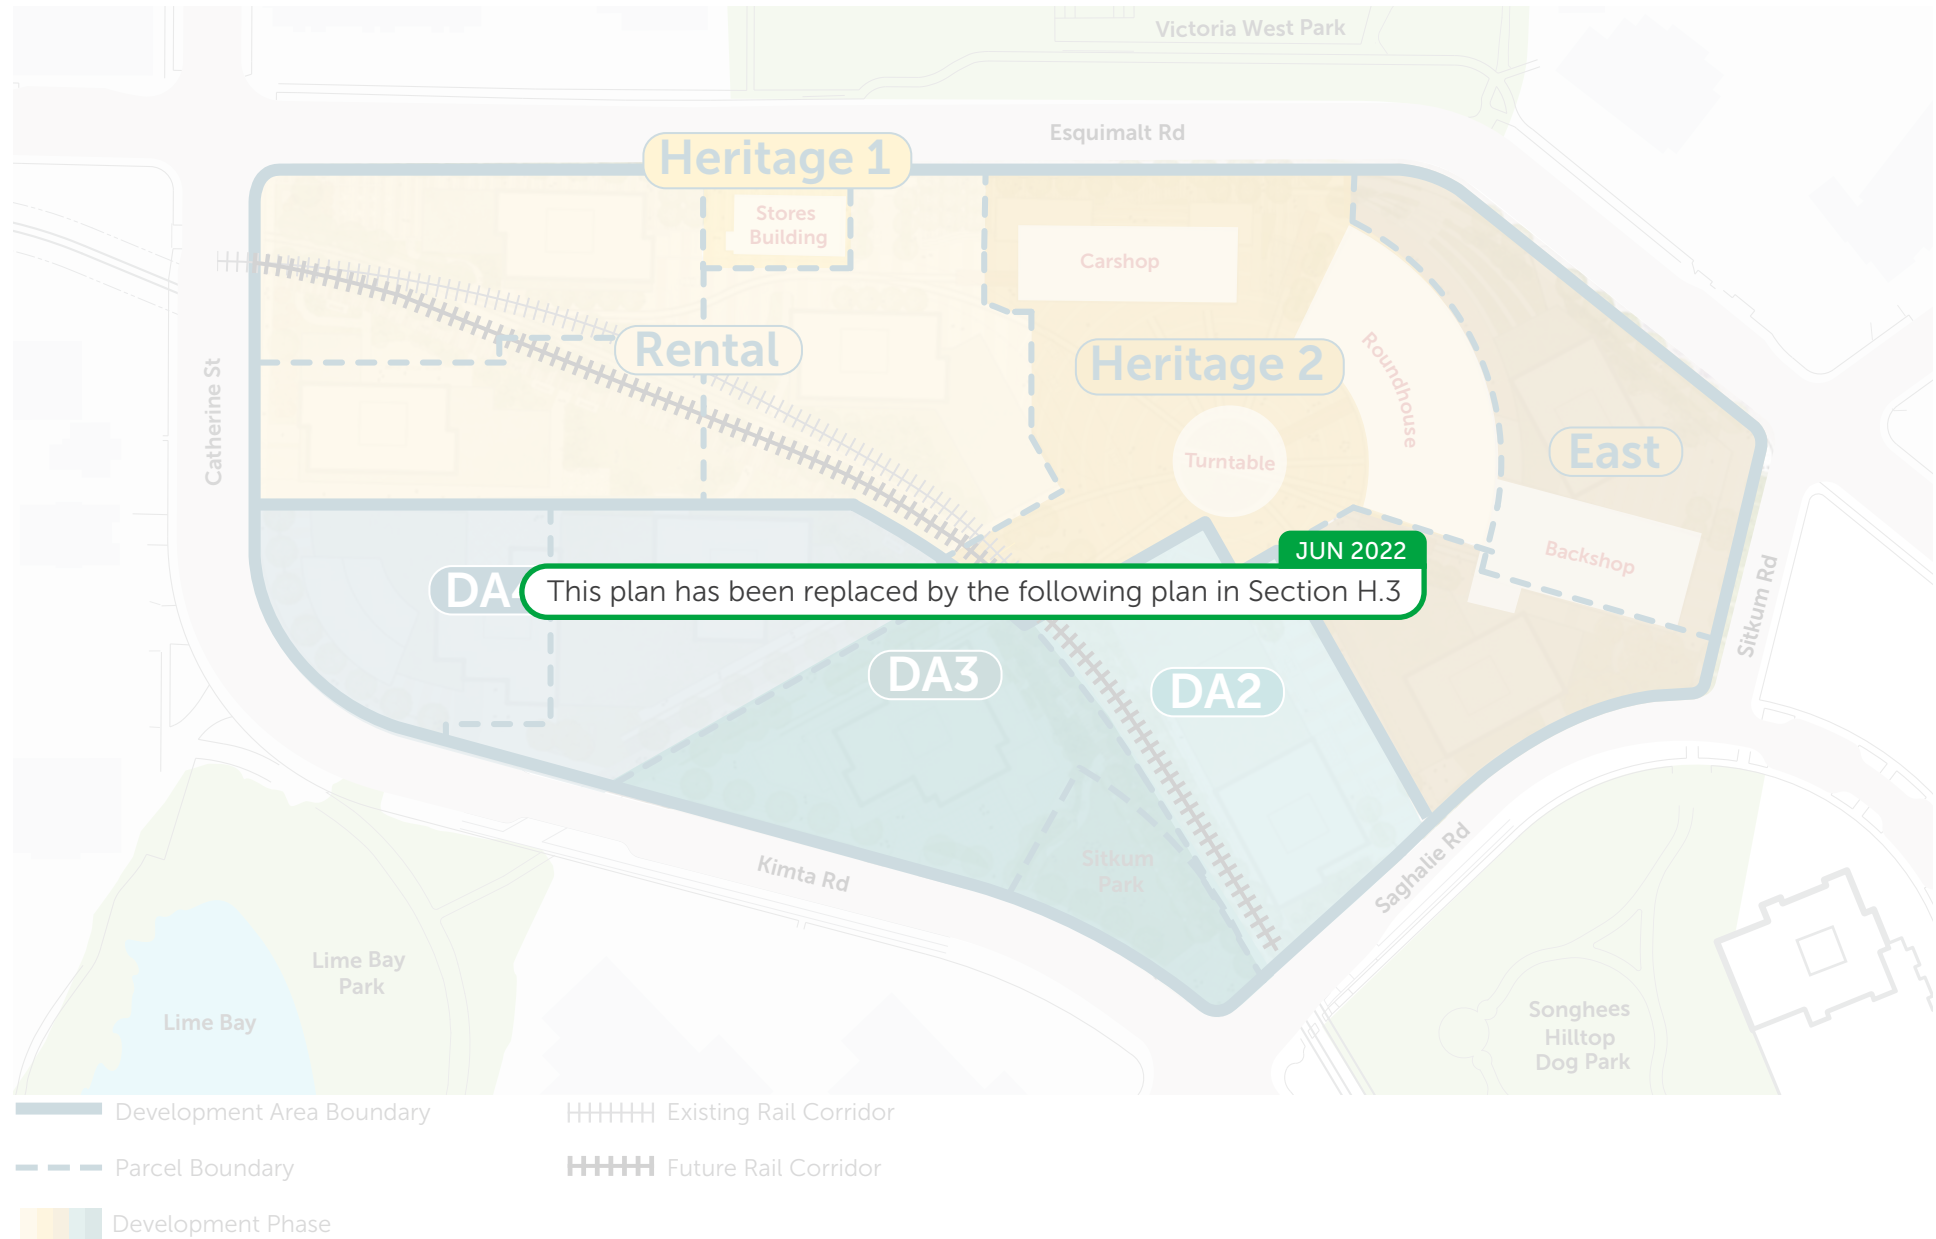 Victoria West Park
Esquimalt Rd
Heritage 1
Stores
Building
Carshop
Rental
Heritage 2
Roundhouse
Catherine St
East
Turntable
JUN 2022
Backshop
This plan has been replaced by the following plan in Section H.3
DA4
Sitkum Rd
DA3
DA2
Sitkum
Park
Kimta Rd
Saghalie Rd
Lime Bay
Park
Lime Bay
Songhees
Hilltop
Dog Park
Development Area Boundary
Existing Rail Corridor
Parcel Boundary
Future Rail Corridor
Development Phase